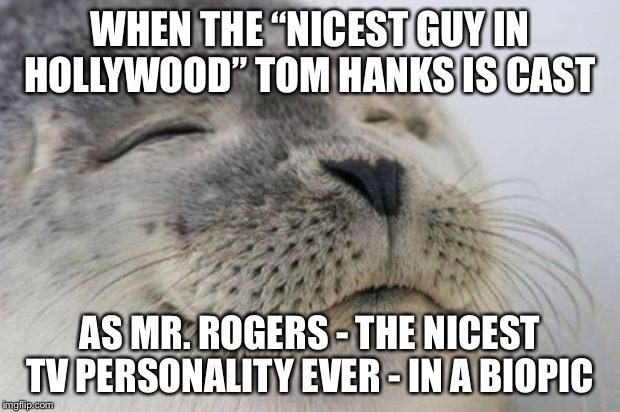 WHEN THE “NICEST GUY IN
HOLLYWOOD” TOM HANKS IS CAST
AS MR. ROGERS - THE NICEST
TV PERSONALITY EVER - IN A BIOPIC
imgflip.com